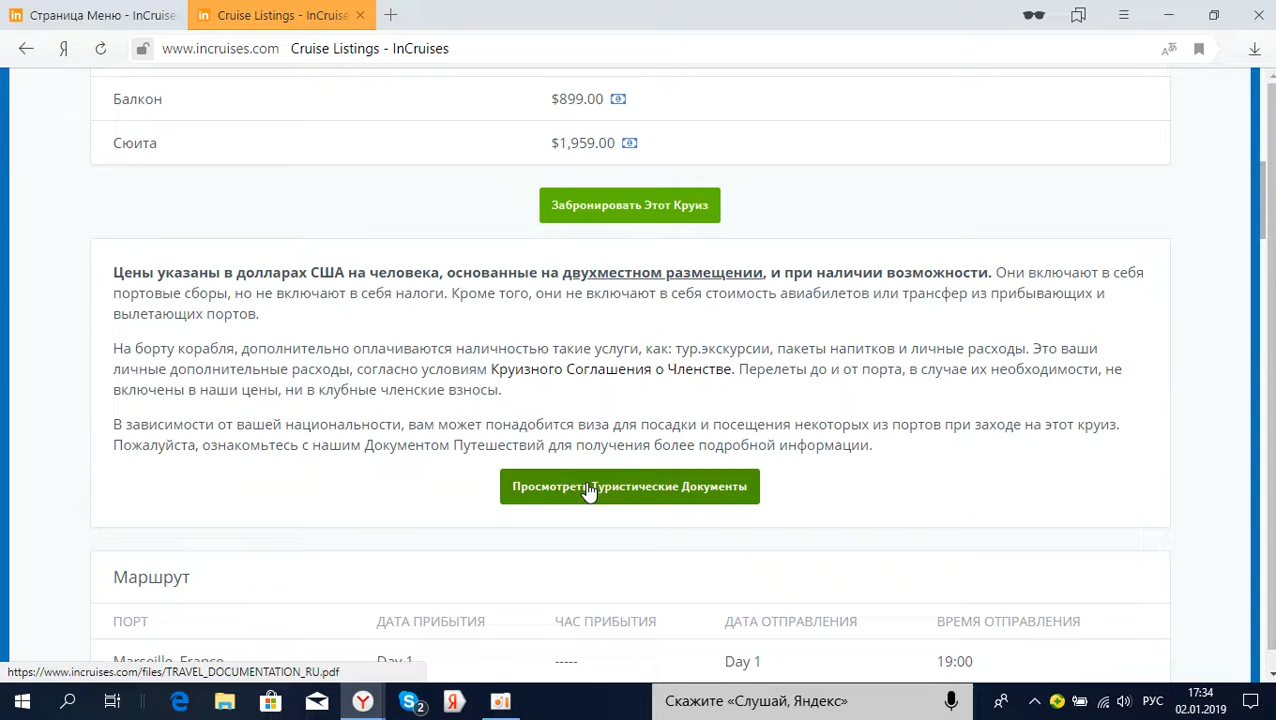 Страница Меню - InCruise
Cruise Listings - InCruise
www.incruises.com Cruise Listings - InCruises
Балкон $899.00
Сюита $1,959.00
Забронировать Этот Круиз
Цены указаны в долларах США на человека, основанные на двухместном размещении, и при наличии возможности. Они включают в себя
портовые сборы, но не включают в себя налоги. Кроме того, они не включают в себя стоимость авиабилетов или трансфер из прибывающих и
вылетающих портов.
На борту корабля, дополнительно оплачиваются наличностью такие услуги, как: тур.экскурсии, пакеты напитков и личные расходы. Это ваши
личные дополнительные расходы, согласно условиям Круизного Соглашения о Членстве. Перелеты до и от порта, в случае их необходимости, не
включены в наши цены, ни в клубные членские взносы.
В зависимости от вашей национальности, вам может понадобится виза для посадки и посещения некоторых из портов при заходе на этот круиз.
Пожалуйста, ознакомьтесь с нашим Документом Путешествий для получения более подробной информации.
Просмотреть Туристические Документы
Маршрут
ПОРТ ДАТА ПРИБЫТИЯ ЧАС ПРИБЫТИЯ ДАТА ОТПРАВЛЕНИЯ ВРЕМЯ ОТПРАВЛЕНИЯ
Marseille, France Day 1 ----- Day 1 19:00
https://www.incruises.com/files/TRAVEL_DOCUMENTATION_RU.pdf
Скажите «Слушай, Яндекс»
РУС
17:34
02.01.2019